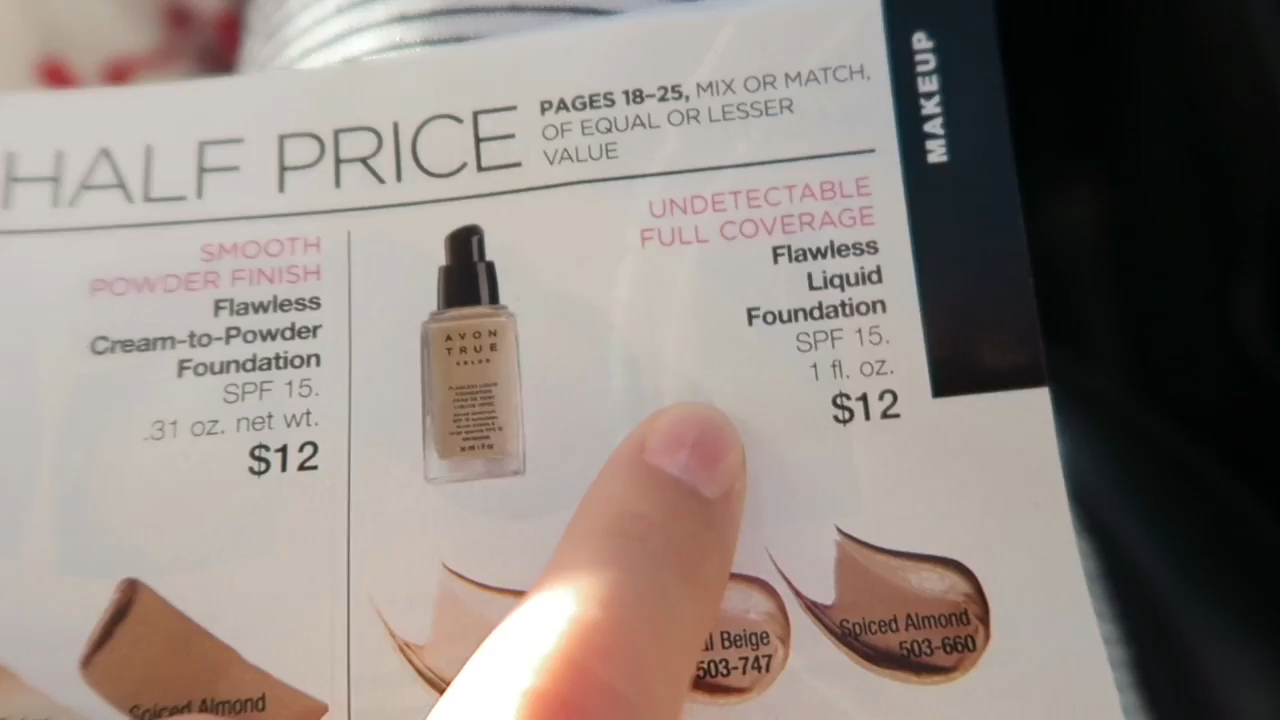 HALF PRICE
PAGES 18–25, MIX OR MATCH,
OF EQUAL OR LESSER
VALUE
MAKEUP
SMOOTH
POWDER FINISH
Flawless
Cream-to-Powder
Foundation
SPF 15.
.31 oz. net wt.
$12
AVON
TRUE
UNDETECTABLE
FULL COVERAGE
Flawless
Liquid
Foundation
SPF 15.
1 fl. oz.
$12
Beige
503-747
Spiced Almond
503-660
Spiced Almond